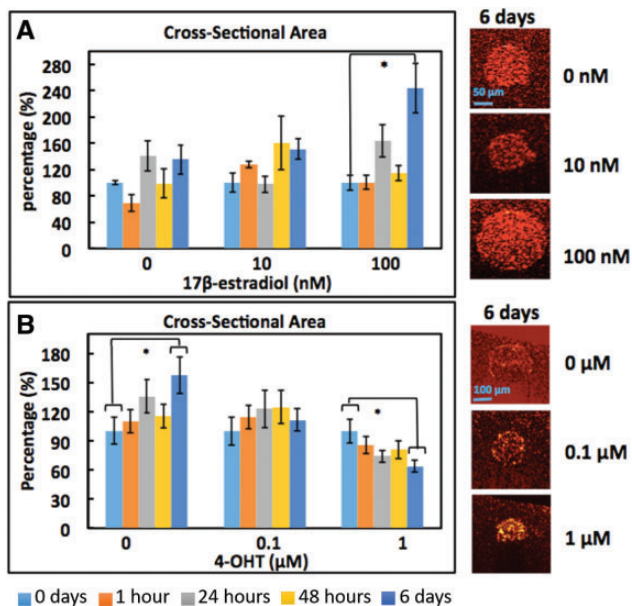 A
Cross-Sectional Area
percentage (%)
280
240
200
160
120
80
40
0
*
0 10 100
17β-estradiol (nM)
6 days
50 µm
0 nM
10 nM
100 nM
B
Cross-Sectional Area
Percentage (%)
180
150
120
90
60
30
0
*
*
0 0.1 1
4-OHT (µM)
6 days
100 µm
0 µM
0.1 µM
1 µM
0 days 1 hour 24 hours 48 hours 6 days